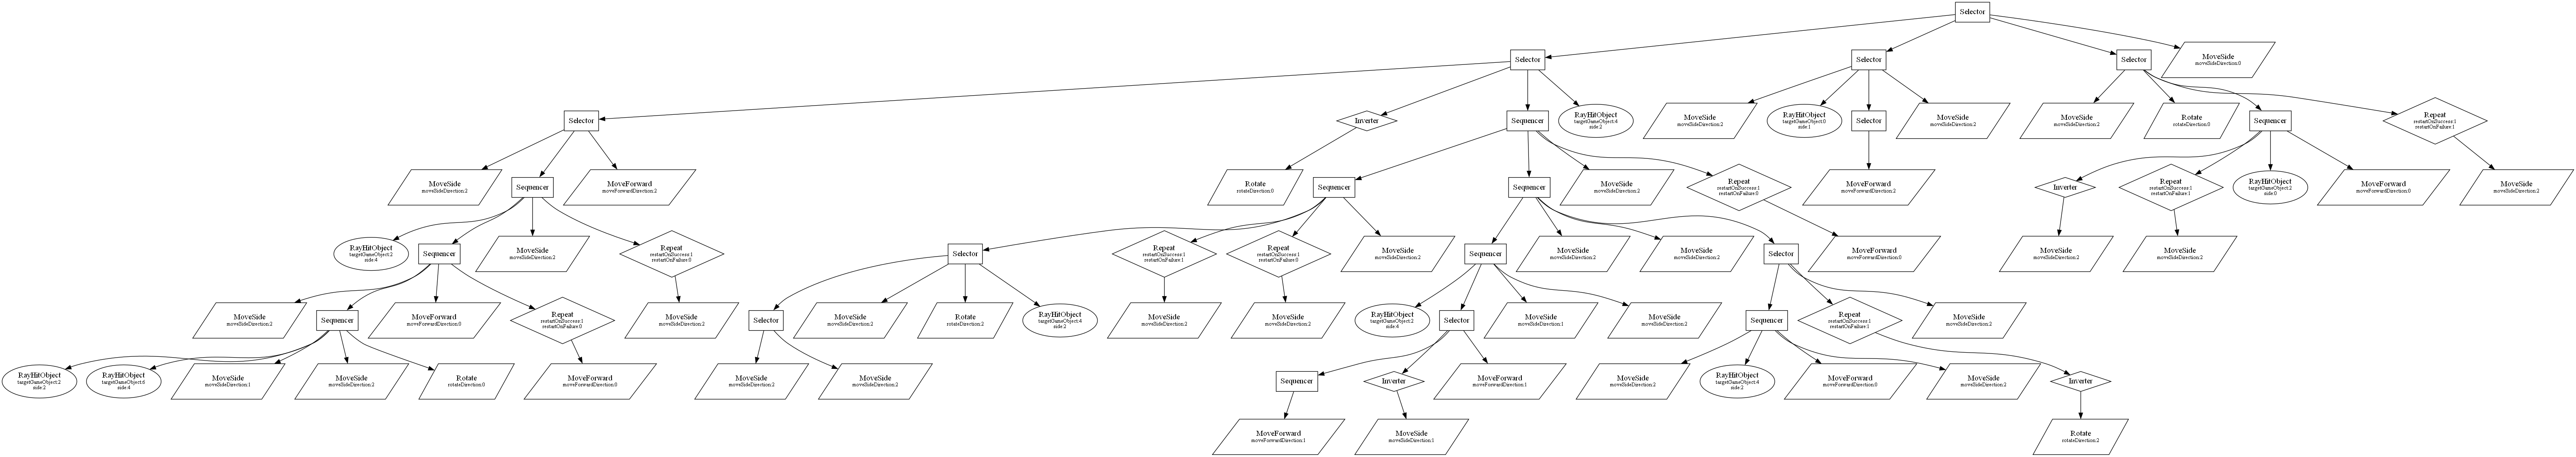 Selector
Selector
Selector
Selector
MoveSide
moveSideDirection:0
Selector
Inverter
Sequencer
RayHitObject
targetGameObject:4
side:2
MoveSide
moveSideDirection:2
RayHitObject
targetGameObject:0
side:1
Selector
MoveSide
moveSideDirection:2
MoveSide
moveSideDirection:2
Rotate
rotateDirection:0
Sequencer
Repeat
restartOnSuccess:1
restartOnFailure:1
MoveSide
moveSideDirection:2
Sequencer
MoveForward
moveForwardDirection:2
Rotate
rotateDirection:0
Sequencer
Sequencer
MoveSide
moveSideDirection:2
Repeat
restartOnSuccess:1
restartOnFailure:0
MoveForward
moveForwardDirection:2
Inverter
Repeat
restartOnSuccess:1
restartOnFailure:1
RayHitObject
targetGameObject:2
side:0
MoveForward
moveForwardDirection:0
MoveSide
moveSideDirection:2
RayHitObject
targetGameObject:2
side:4
Sequencer
MoveSide
moveSideDirection:2
Repeat
restartOnSuccess:1
restartOnFailure:0
Selector
Repeat
restartOnSuccess:1
restartOnFailure:1
Repeat
restartOnSuccess:1
restartOnFailure:0
MoveSide
moveSideDirection:2
Sequencer
MoveSide
moveSideDirection:2
MoveSide
moveSideDirection:2
Selector
MoveForward
moveForwardDirection:0
MoveSide
moveSideDirection:2
MoveSide
moveSideDirection:2
MoveSide
moveSideDirection:2
Sequencer
MoveForward
moveForwardDirection:0
Repeat
restartOnSuccess:1
restartOnFailure:0
MoveSide
moveSideDirection:2
Selector
MoveSide
moveSideDirection:2
Rotate
rotateDirection:2
RayHitObject
targetGameObject:4
side:2
MoveSide
moveSideDirection:2
MoveSide
moveSideDirection:2
RayHitObject
targetGameObject:2
side:4
Selector
MoveSide
moveSideDirection:1
MoveSide
moveSideDirection:2
Sequencer
Repeat
restartOnSuccess:1
restartOnFailure:1
MoveSide
moveSideDirection:2
RayHitObject
targetGameObject:2
side:2
RayHitObject
targetGameObject:6
side:4
MoveSide
moveSideDirection:1
MoveSide
moveSideDirection:2
Rotate
rotateDirection:0
MoveForward
moveForwardDirection:0
MoveSide
moveSideDirection:2
MoveSide
moveSideDirection:2
Sequencer
Inverter
MoveForward
moveForwardDirection:1
MoveSide
moveSideDirection:2
RayHitObject
targetGameObject:4
side:2
MoveForward
moveForwardDirection:0
MoveSide
moveSideDirection:2
Inverter
MoveForward
moveForwardDirection:1
MoveSide
moveSideDirection:1
Rotate
rotateDirection:2